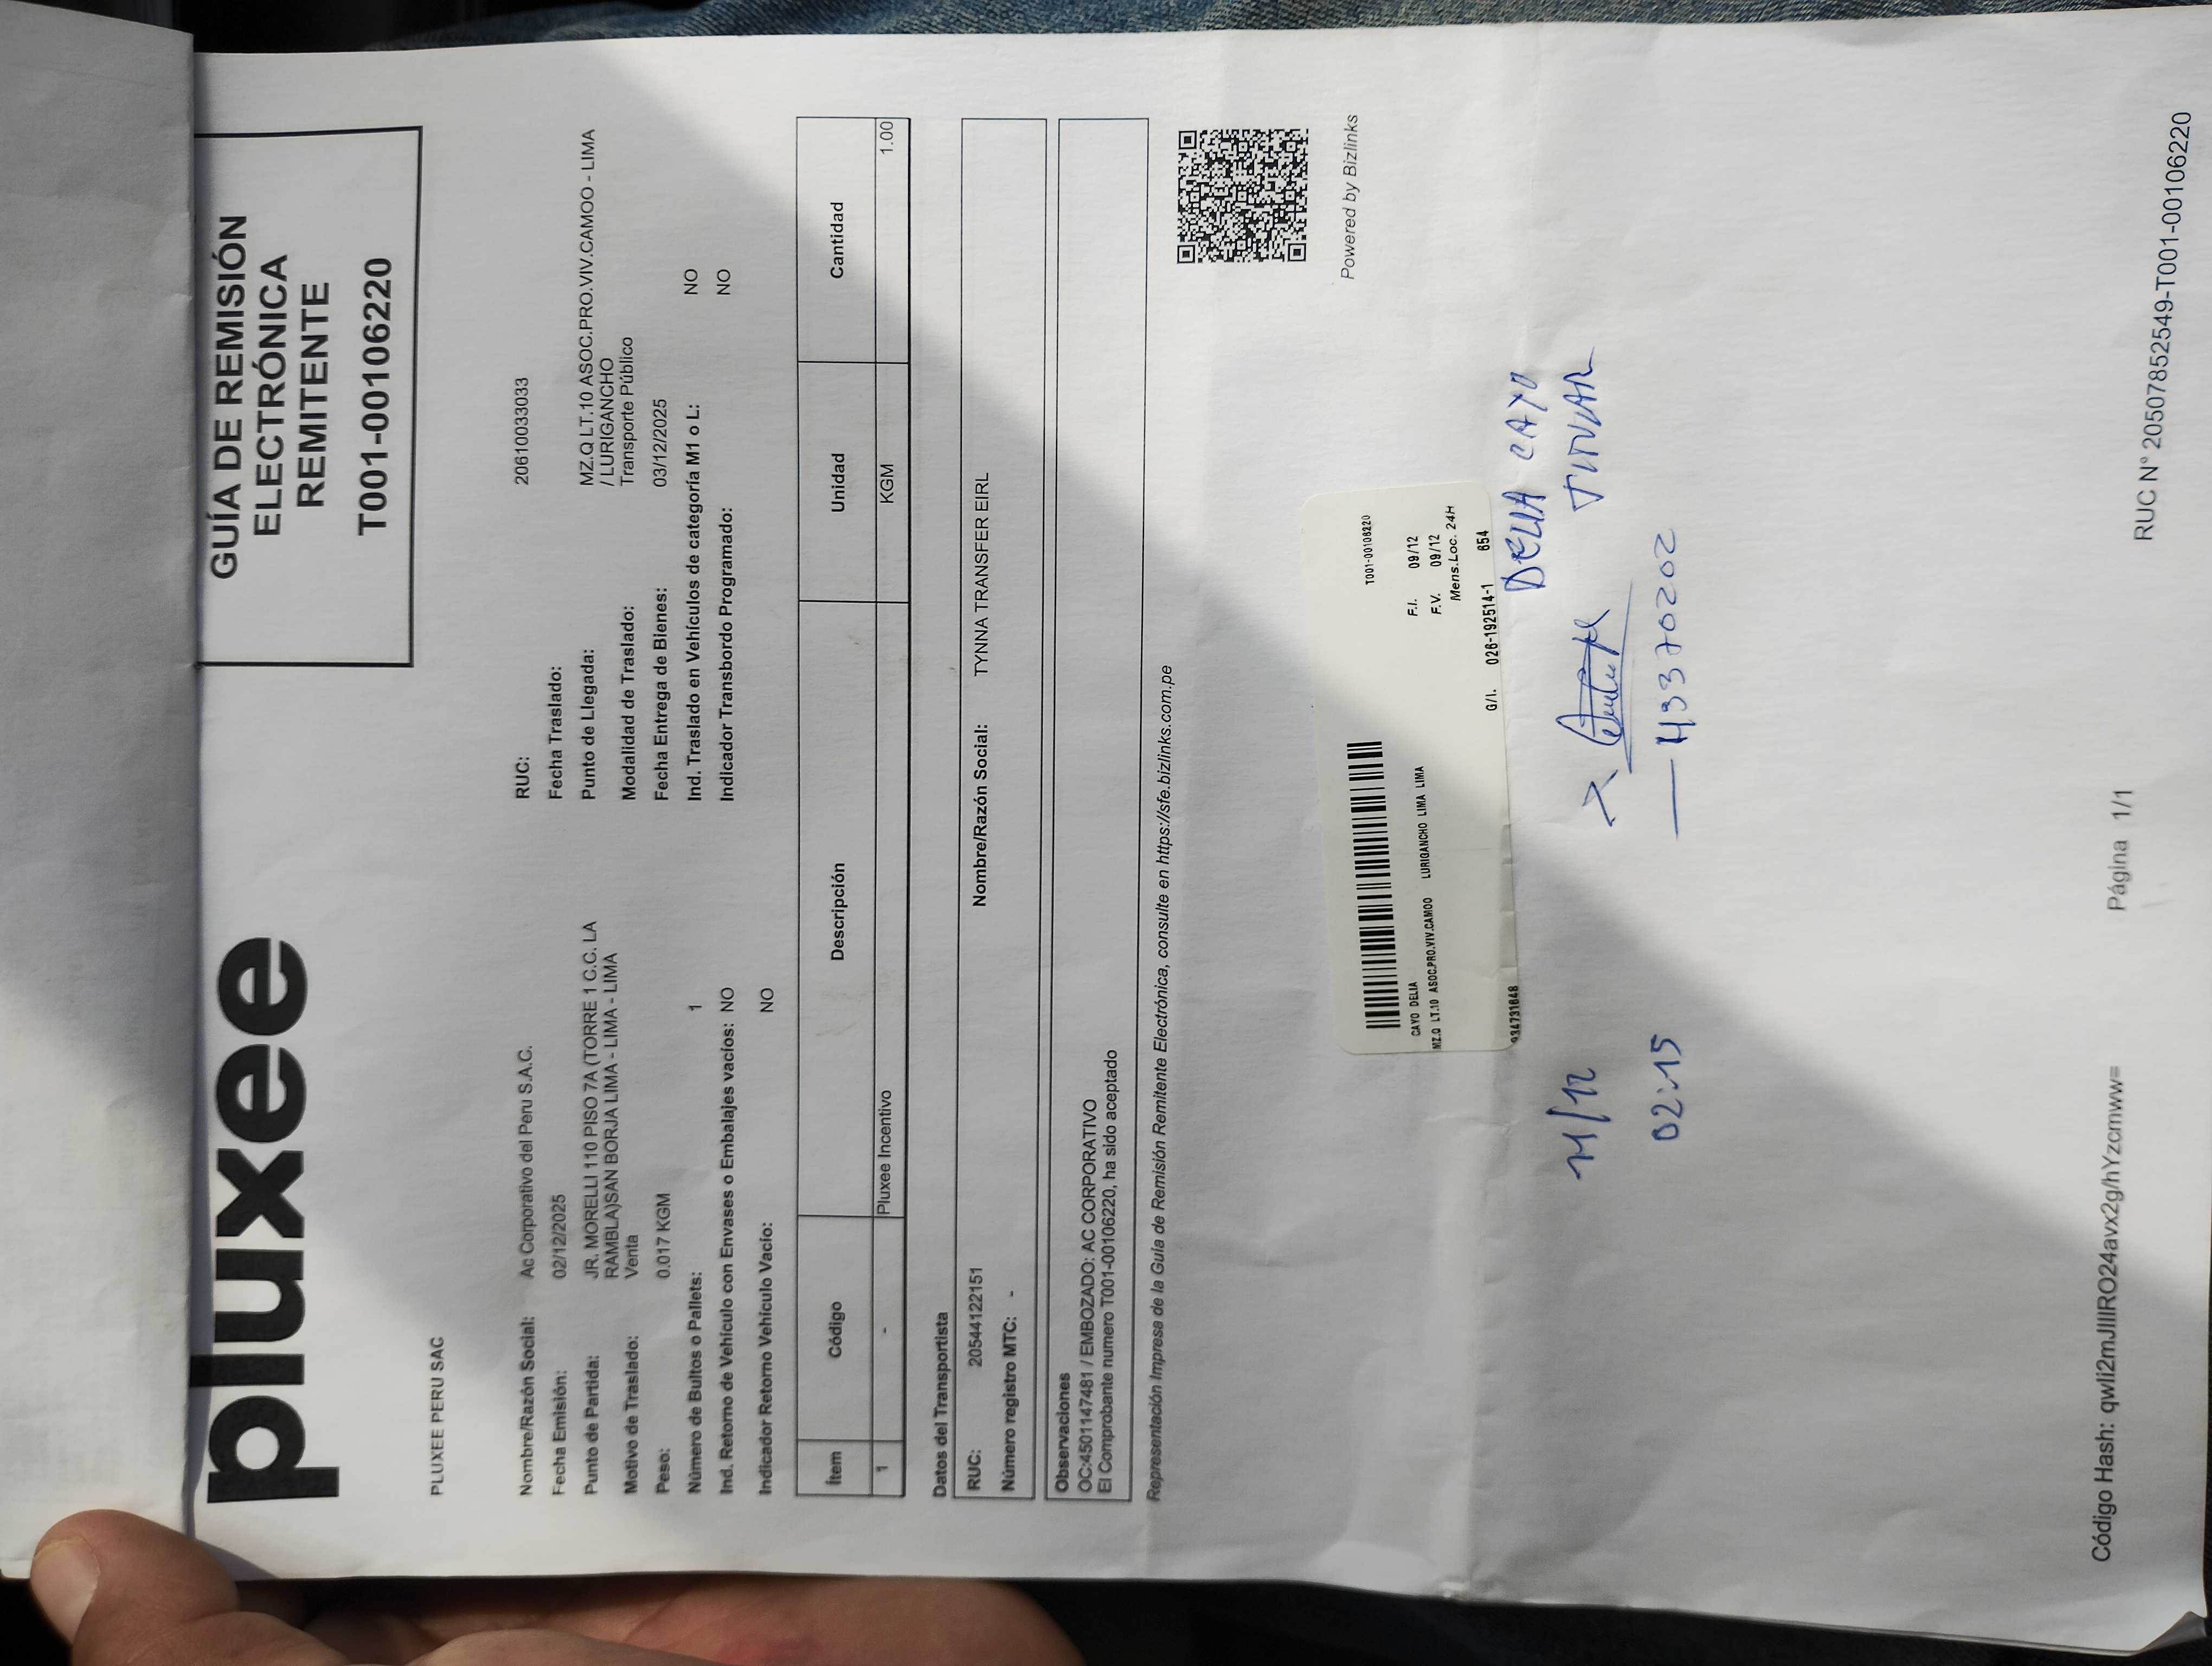 pluxee
GUÍA DE REMISIÓN
ELECTRÓNICA
REMITENTE
T001-00106220
PLUXEE PERU SAC
Nombre/Razón Social: Ac Corporativo del Peru S.A.C. RUC: 20610033033
Fecha Emisión: 02/12/2025 Fecha Traslado:
Punto de Partida: JR. MORELLI 110 PISO 7A (TORRE 1 C.C. LA Punto de Llegada: MZ.Q LT.10 ASOC.PRO.VIV.CAMOO - LIMA
RAMBLA)SAN BORJA LIMA - LIMA - LIMA / LURIGANCHO
Motivo de Traslado: Venta Modalidad de Traslado: Transporte Público
Peso: 0.017 KGM Fecha Entrega de Bienes: 03/12/2025
Número de Bultos o Pallets: 1 Ind. Traslado en Vehículos de categoría M1 o L: NO
Ind. Retorno de Vehículo con Envases o Embalajes vacíos: NO Indicador Transbordo Programado: NO
Indicador Retorno Vehículo Vacío: NO
Ítem Código Descripción Unidad Cantidad
1 - Pluxee Incentivo KGM 1.00
Datos del Transportista
RUC: 20544122151 Nombre/Razón Social: TYNNA TRANSFER EIRL
Número registro MTC: -
Observaciones
OC:4501147481 / EMBOZADO: AC CORPORATIVO
El Comprobante numero T001-00106220, ha sido aceptado
Representación Impresa de la Guía de Remisión Remitente Electrónica, consulte en https://sfe.bizlinks.com.pe
Powered by Bizlinks
T001-00106220
CAYO DELIA F.I. 09/12
MZ.Q LT.10 ASOC.PRO.VIV.CAMOO LURIGANCHO LIMA LIMA F.V. 09/12
Mens.Loc. 24H
934731648 G/I. 026-192514-1 654
DELIA CAYO
11/12
02:15 43370202
Código Hash: qwIi2mJIIIRO24avx2g/hYzcmww= Página 1/1 RUC N° 20507852549-T001-00106220